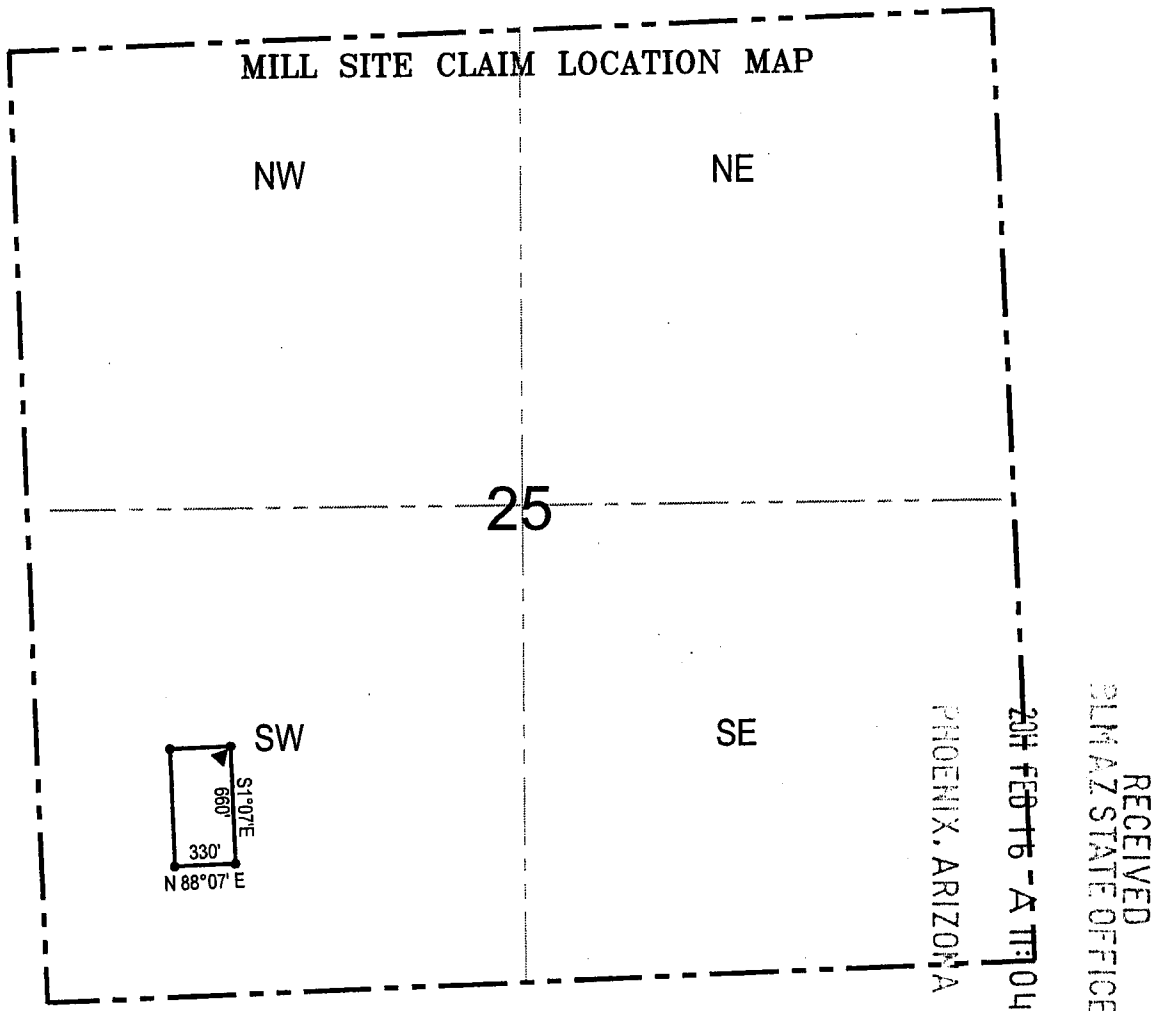 MILL SITE CLAIM LOCATION MAP
NW
NE
25
SW
SE
S1°07'E
660'
330'
N 88°07' E
RECEIVED
BLM AZ STATE OFFICE
FEB 16 A 11:04
PHOENIX, ARIZONA